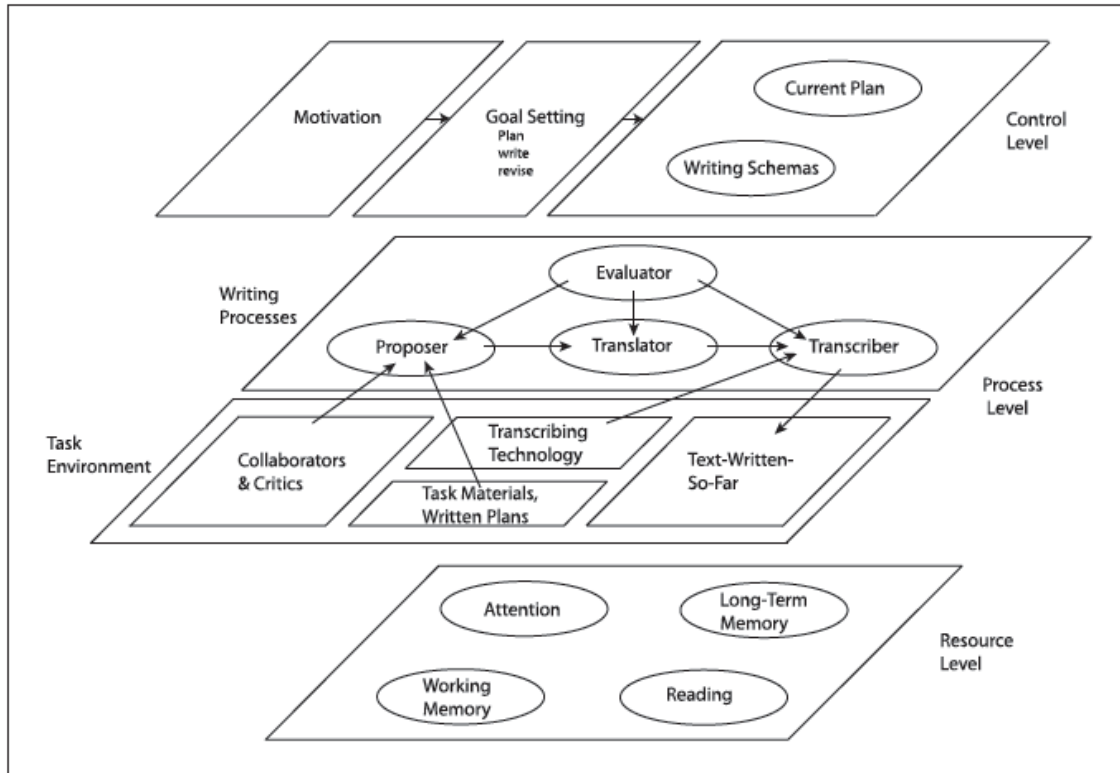 Motivation
Goal Setting
Plan
write
revise
Current Plan
Writing Schemas
Control
Level
Writing
Processes
Evaluator
Proposer
Translator
Transcriber
Process
Level
Task
Environment
Collaborators
& Critics
Transcribing
Technology
Task Materials,
Written Plans
Text-Written-
So-Far
Attention
Long-Term
Memory
Working
Memory
Reading
Resource
Level